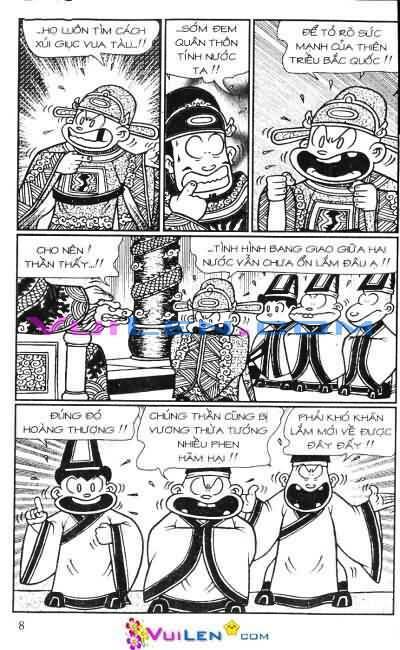 ..HỌ LUÔN TÌM CÁCH
XÚI GIỤC VUA TÀU...!!
..SỚM ĐEM
QUÂN THÔN
TÍNH NƯỚC
TA !!
ĐỂ TỎ RÕ SỨC
MẠNH CỦA THIÊN
TRIỀU BẮC QUỐC !!
CHO NÊN !
THẦN THẤY...!!
..TÌNH HÌNH BANG GIAO GIỮA HAI
NƯỚC VẪN CHƯA ỔN LẮM ĐÂU Ạ !!
VUILEN.COM
ĐÚNG ĐÓ
HOÀNG THƯỢNG !!
CHÚNG THẦN CŨNG BỊ
VƯƠNG THỪA TƯỚNG
NHIỀU PHEN
HÃM HẠI !!
PHẢI KHÓ KHĂN
LẮM MỚI VỀ ĐƯỢC
ĐÂY ĐẤY !!
8
VUILEN.COM